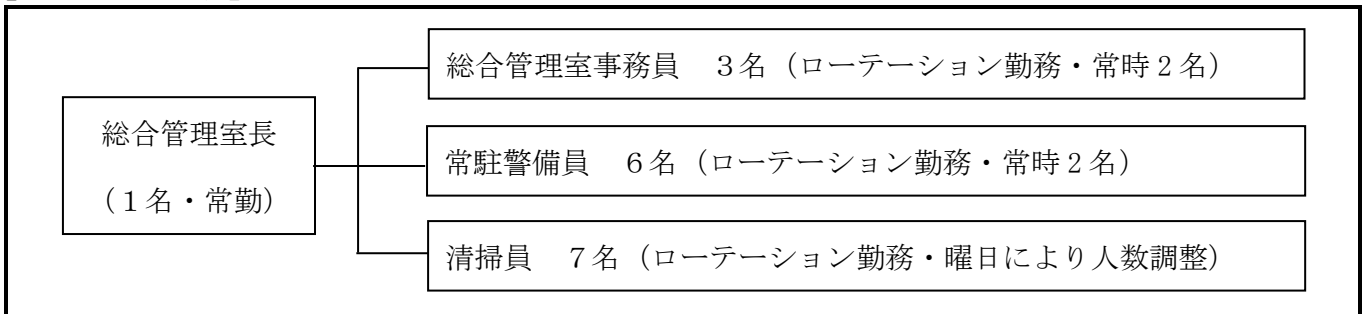 総合管理室事務員　３名（ローテーション勤務・常時２名）
総合管理室長
（１名・常勤）
常駐警備員　６名（ローテーション勤務・常時２名）
清掃員　７名（ローテーション勤務・曜日により人数調整）